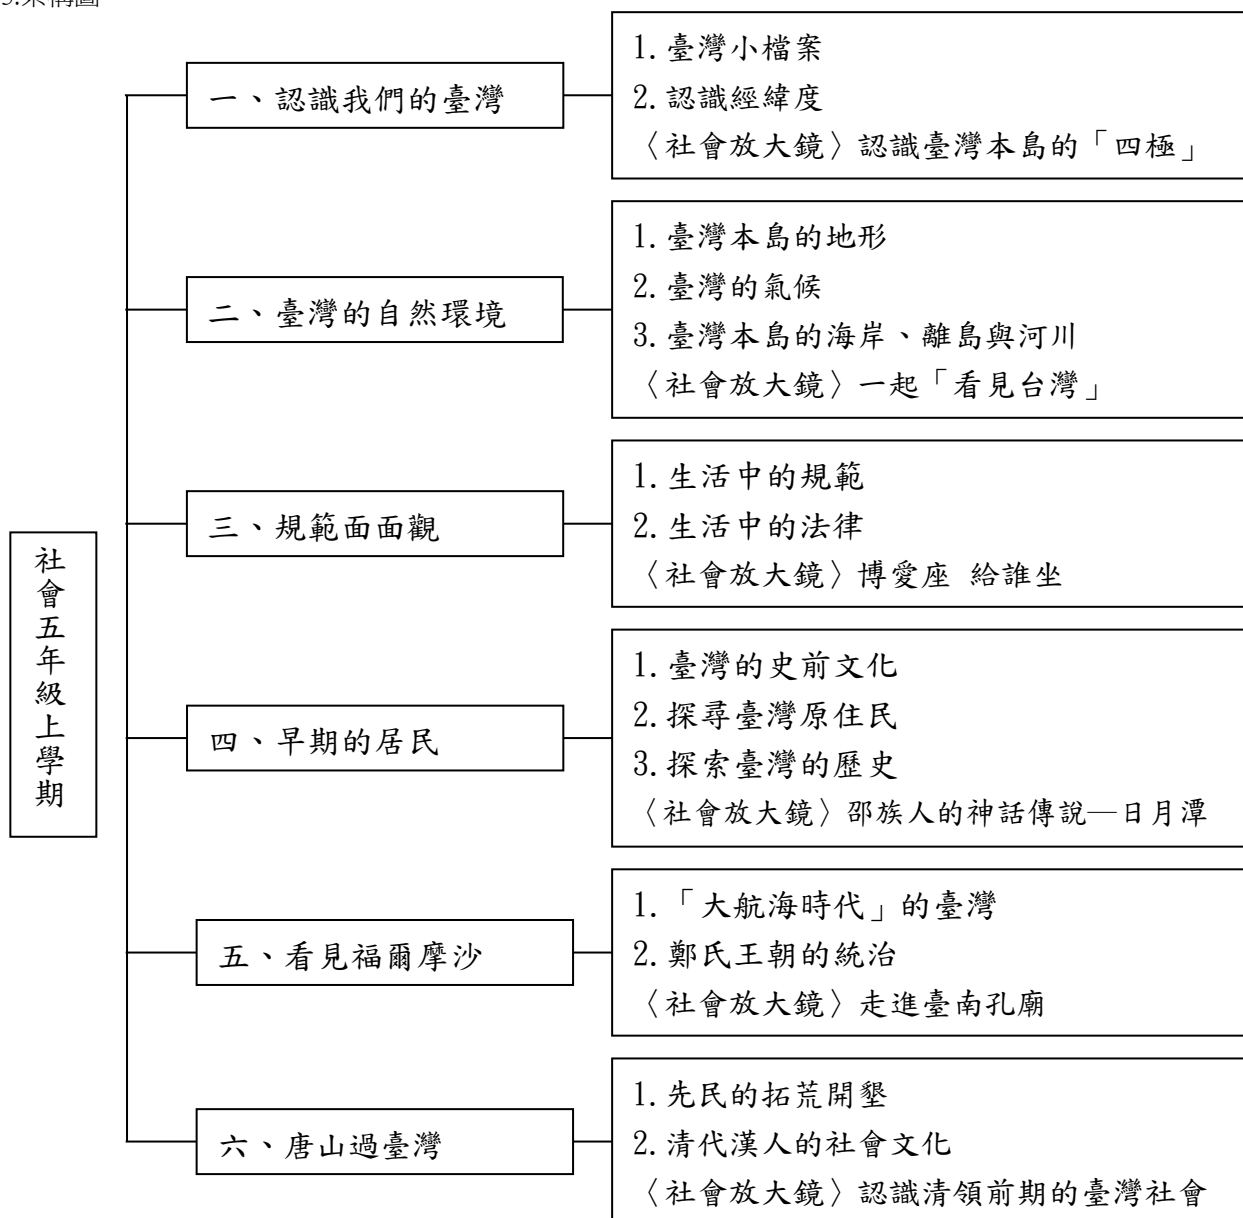 社會五年級上學期
一、認識我們的臺灣
1.臺灣小檔案
2.認識經緯度
〈社會放大鏡〉認識臺灣本島的「四極」
二、臺灣的自然環境
1.臺灣本島的地形
2.臺灣的氣候
3.臺灣本島的海岸、離島與河川
〈社會放大鏡〉一起「看見台灣」
三、規範面面觀
1.生活中的規範
2.生活中的法律
〈社會放大鏡〉博愛座 給誰坐
四、早期的居民
1.臺灣的史前文化
2.探尋臺灣原住民
3.探索臺灣的歷史
〈社會放大鏡〉邵族人的神話傳說─日月潭
五、看見福爾摩沙
1.「大航海時代」的臺灣
2.鄭氏王朝的統治
〈社會放大鏡〉走進臺南孔廟
六、唐山過臺灣
1.先民的拓荒開墾
2.清代漢人的社會文化
〈社會放大鏡〉認識清領前期的臺灣社會